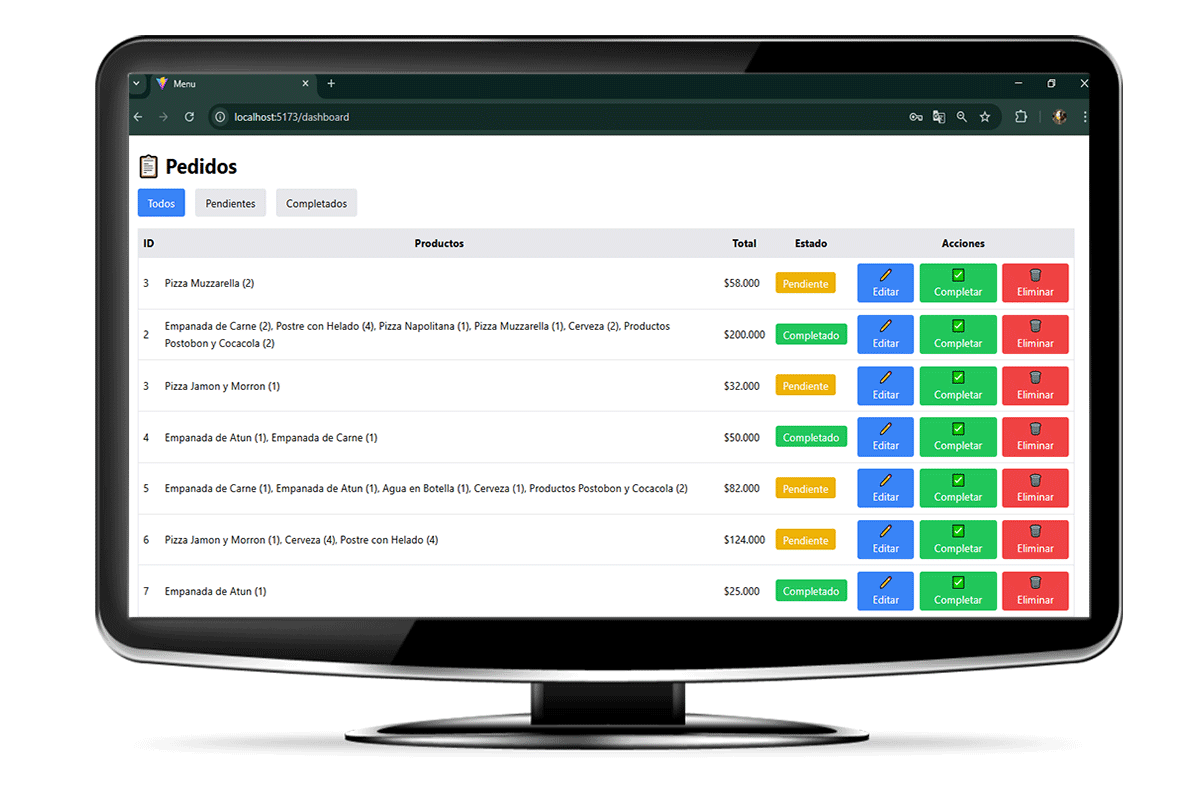 Menu
localhost:5173/dashboard
Pedidos
Todos Pendientes Completados
ID Productos Total Estado Acciones
3 Pizza Muzzarella (2) $58.000 Pendiente Editar Completar Eliminar
2 Empanada de Carne (2), Postre con Helado (4), Pizza Napolitana (1), Pizza Muzzarella (1), Cerveza (2), Productos
Postobon y Cocacola (2) $200.000 Completado Editar Completar Eliminar
3 Pizza Jamon y Morron (1) $32.000 Pendiente Editar Completar Eliminar
4 Empanada de Atun (1), Empanada de Carne (1) $50.000 Completado Editar Completar Eliminar
5 Empanada de Carne (1), Empanada de Atun (1), Agua en Botella (1), Cerveza (1), Productos Postobon y Cocacola (2) $82.000 Pendiente Editar Completar Eliminar
6 Pizza Jamon y Morron (1), Cerveza (4), Postre con Helado (4) $124.000 Pendiente Editar Completar Eliminar
7 Empanada de Atun (1) $25.000 Completado Editar Completar Eliminar